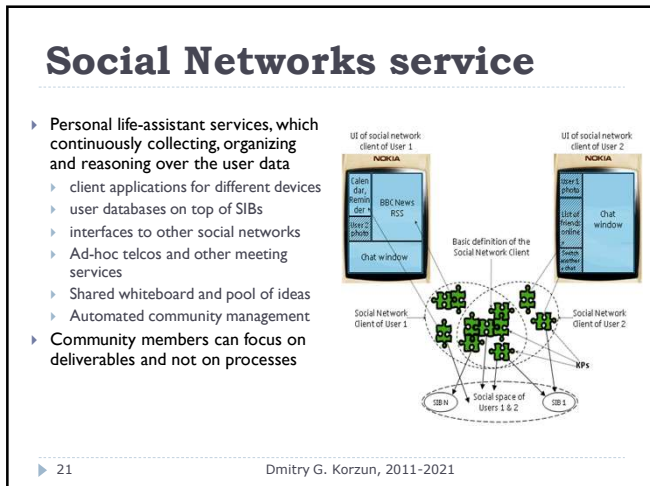 Social Networks service
Personal life-assistant services, which
continuously collecting, organizing
and reasoning over the user data
client applications for different devices
user databases on top of SIBs
interfaces to other social networks
Ad-hoc telcos and other meeting
services
Shared whiteboard and pool of ideas
Automated community management
Community members can focus on
deliverables and not on processes
UI of social network
client of User 1
NOKIA
Calen
dar,
Remin
der
User 2
photo
BBC News
RSS
Chat window
UI of social network
client of User 2
NOKIA
User 1
photo
List of
friends
online
Switch
another
chat
Chat
window
Basic definition of the
Social Network Client
Social Network
Client of User 1
Social Network
Client of User 2
KPs
SIB N
Social space of
Users 1 & 2
SIB 1
21
Dmitry G. Korzun, 2011-2021